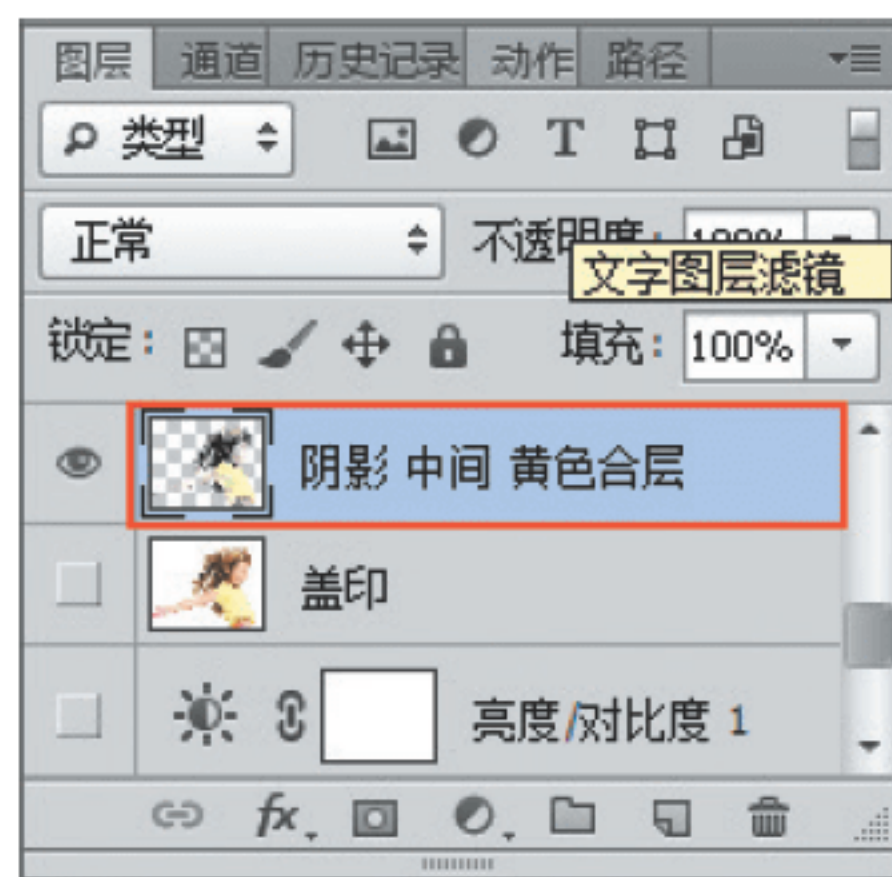 图层 通道 历史记录 动作 路径
类型 T
正常 不透明度: 100%
文字图层滤镜
锁定: 填充: 100%
阴影 中间 黄色合层
盖印
亮度/对比度 1
fx